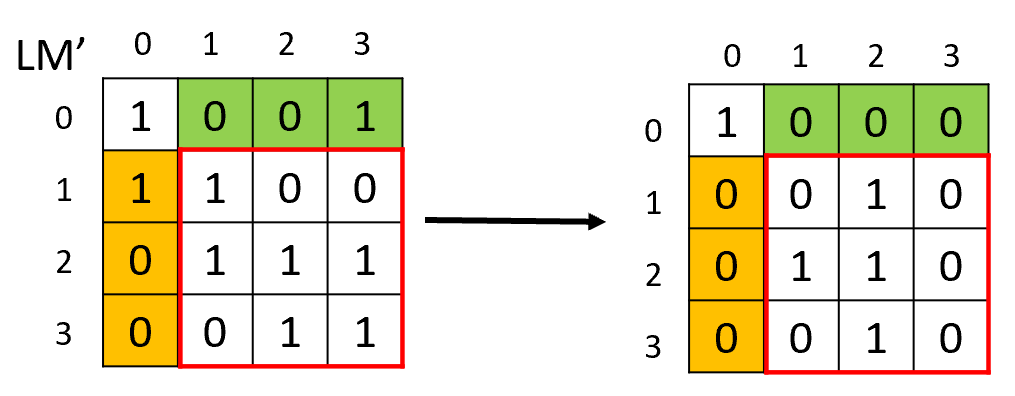 LM’ 0 1 2 3
0 1 0 0 1
1 1 1 0 0
2 0 1 1 1
3 0 0 1 1
0 1 2 3
0 1 0 0 0
1 0 0 1 0
2 0 1 1 0
3 0 0 1 0